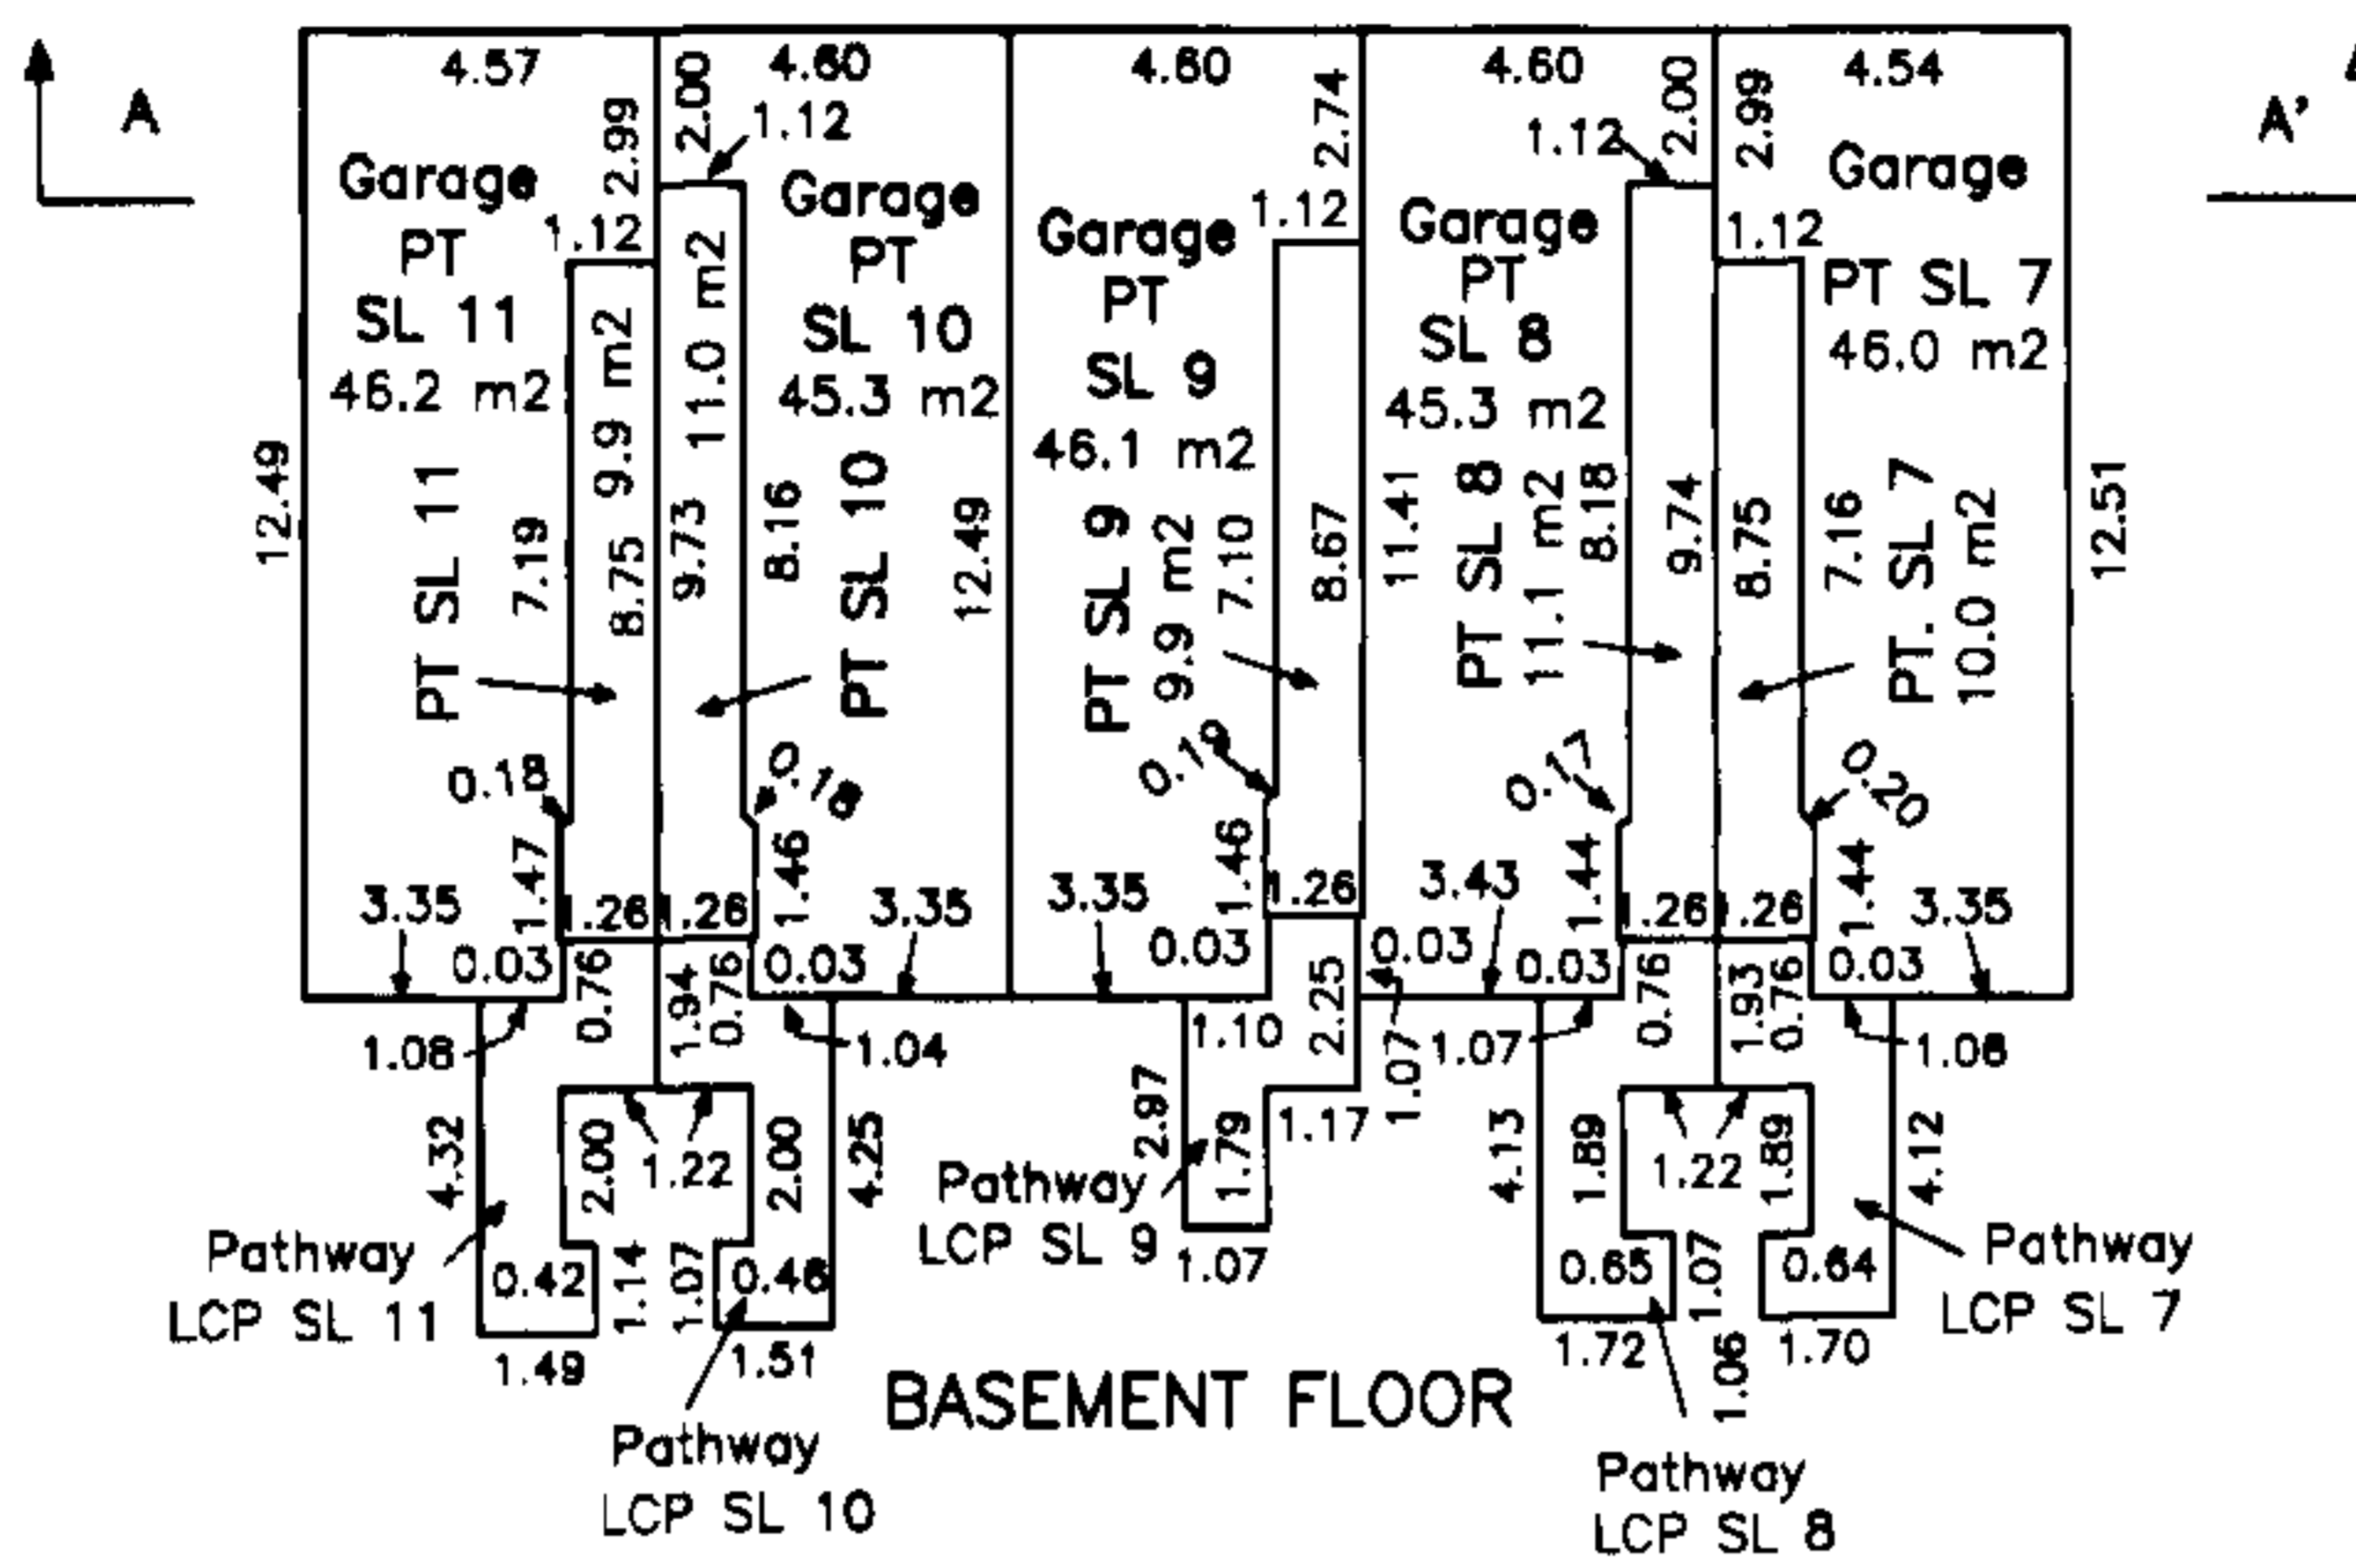 A
4.57
2.99
2.00
4.60
1.12
4.60
2.74
4.60
1.12
2.00
2.99
4.54
A'
Garage
PT
SL 11
46.2 m2
1.12
Garage
PT
SL 10
45.3 m2
Garage
PT
SL 9
46.1 m2
1.12
Garage
PT
SL 8
45.3 m2
Garage
1.12
PT SL 7
46.0 m2
12.49
PT SL 11
7.19
9.9 m2
8.75
11.0 m2
9.73
8.16
PT SL 10
12.49
PT SL 9
9.9 m2
7.10
8.67
11.41
PT SL 8
11.1 m2
8.18
9.74
8.75
7.16
PT. SL 7
10.0 m2
12.51
0.18
0.18
0.19
0.17
0.20
3.35
1.47
1.26
1.26
1.46
3.35
3.35
1.46
1.26
3.43
1.44
1.26
1.26
1.44
3.35
0.03
0.76
1.94
0.76
0.03
0.03
2.25
0.03
0.03
0.76
1.93
0.76
0.03
1.08
1.04
1.10
1.07
1.07
1.08
4.32
2.00
1.22
2.00
4.25
2.97
1.79
1.17
4.13
1.89
1.22
1.89
4.12
Pathway
LCP SL 11
0.42
1.14
1.07
0.46
Pathway
LCP SL 9
1.07
0.65
1.07
0.64
Pathway
LCP SL 7
1.49
1.51
1.72
1.06
1.70
BASEMENT FLOOR
Pathway
LCP SL 10
Pathway
LCP SL 8